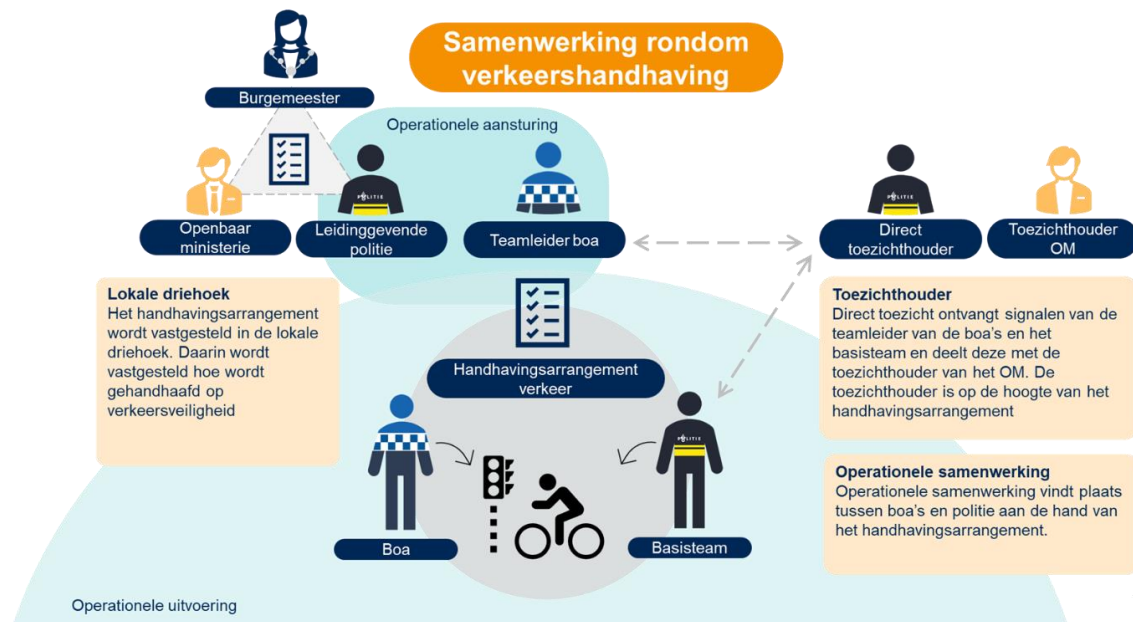 Samenwerking rondom
verkeershandhaving
Burgemeester
Operationele aansturing
POLITIE
POLITIE
Openbaar
ministerie
Leidinggevende
politie
Teamleider boa
Direct
toezichthouder
Toezichthouder
OM
Lokale driehoek
Het handhavingsarrangement
wordt vastgesteld in de lokale
driehoek. Daarin wordt
vastgesteld hoe wordt
gehandhaafd op
verkeersveiligheid
Toezichthouder
Direct toezicht ontvangt signalen van de
teamleider van de boa's en het
basisteam en deelt deze met de
toezichthouder van het OM. De
toezichthouder is op de hoogte van het
handhavingsarrangement
Handhavingsarrangement
verkeer
POLITIE
Operationele samenwerking
Operationele samenwerking vindt plaats
tussen boa's en politie aan de hand van
het handhavingsarrangement.
Boa
Basisteam
Operationele uitvoering